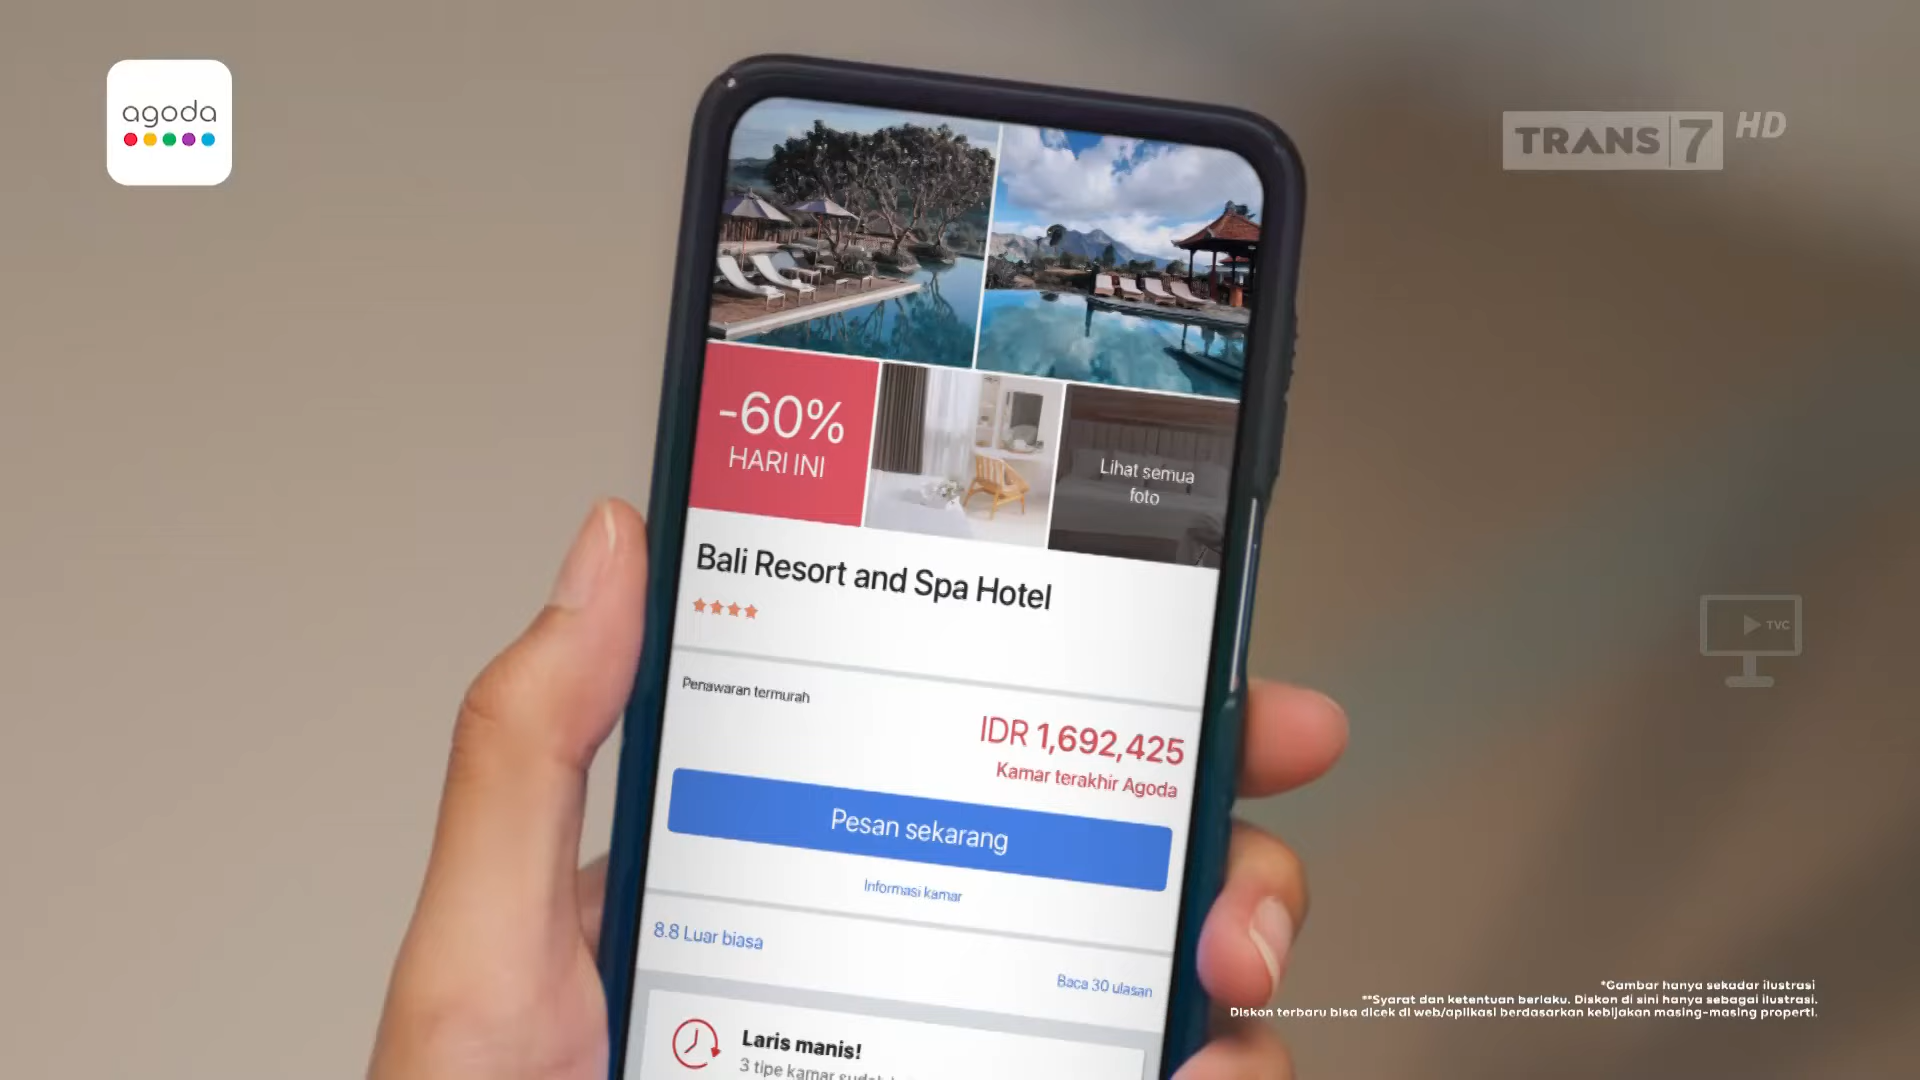 agoda
TRANS 7 HD
-60%
HARI INI
Lihat semua
foto
Bali Resort and Spa Hotel
TVC
Penawaran termurah
IDR 1,692,425
Kamar terakhir Agoda
Pesan sekarang
Informasi kamar
8.8 Luar biasa
Baca 30 ulasan
*Gambar hanya sekadar ilustrasi
**Syarat dan ketentuan berlaku. Diskon di sini hanya sebagai ilustrasi.
Diskon terbaru bisa dicek di web/aplikasi berdasarkan kebijakan masing-masing properti.
Laris manis!
3 tipe kamar